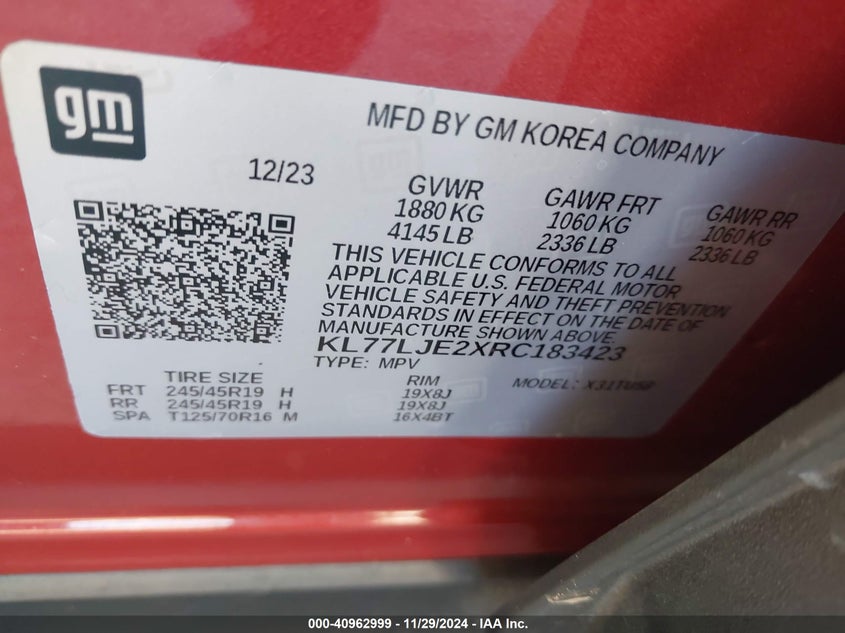 gm
MFD BY GM KOREA COMPANY
12/23
GVWR
1880 KG
4145 LB
GAWR FRT
1060 KG
2336 LB
GAWR RR
1060 KG
2336 LB
THIS VEHICLE CONFORMS TO ALL
APPLICABLE U.S. FEDERAL MOTOR
VEHICLE SAFETY AND THEFT PREVENTION
STANDARDS IN EFFECT ON THE DATE OF
MANUFACTURE SHOWN ABOVE.
KL77LJE2XRC183423
TYPE: MPV
TIRE SIZE RIM MODEL:
FRT 245/45R19 H 19X8J
RR 245/45R19 H 19X8J
SPA T125/70R16 M 16X4BT
000-40962999 - 11/29/2024 - IAA Inc.